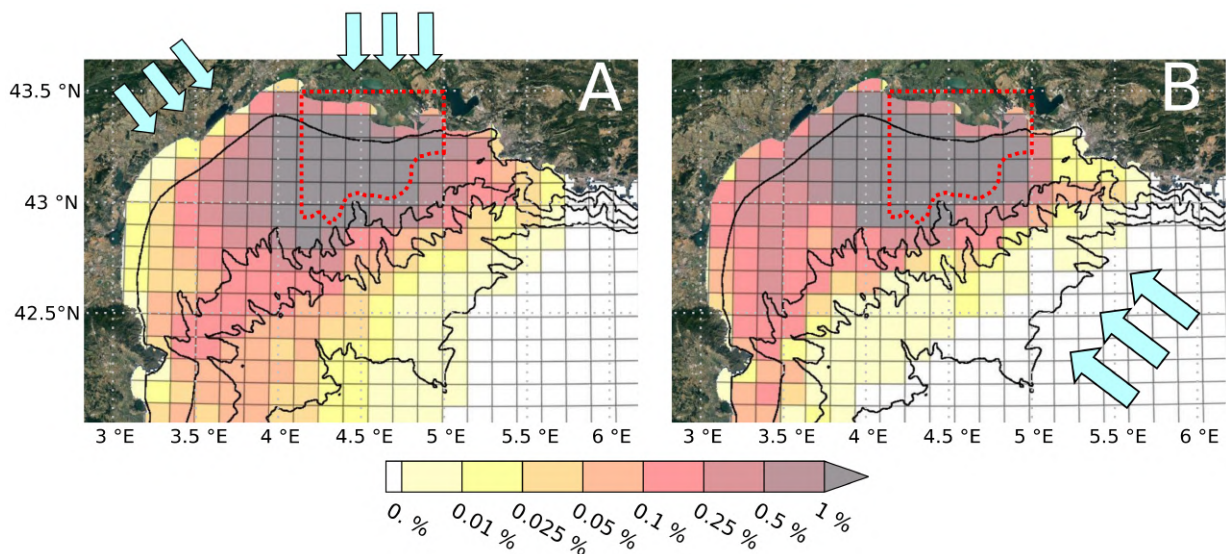 A
B
43.5 °N
43 °N
42.5°N
3 °E
3.5 °E
4 °E
4.5 °E
5 °E
5.5 °E
6 °E
3 °E
3.5 °E
4 °E
4.5 °E
5 °E
5.5 °E
6 °E
0. %
0.01 %
0.025 %
0.05 %
0.1 %
0.25 %
0.5 %
1 %